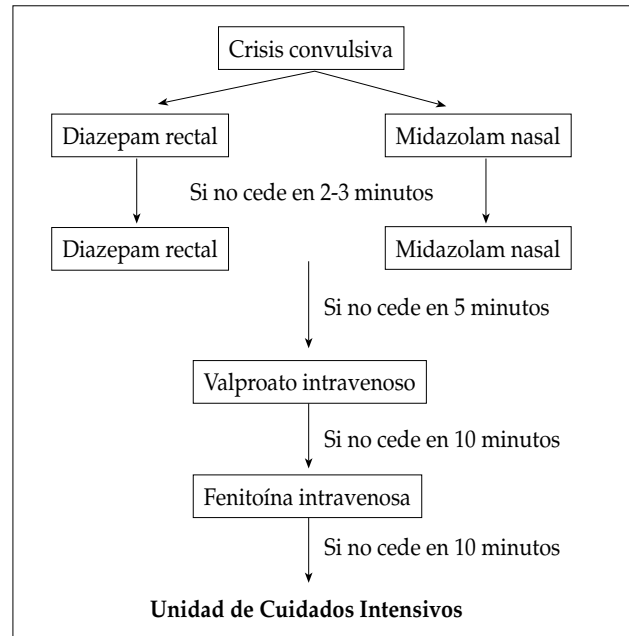 Crisis convulsiva
Diazepam rectal
Midazolam nasal
Si no cede en 2-3 minutos
Diazepam rectal
Midazolam nasal
Si no cede en 5 minutos
Valproato intravenoso
Si no cede en 10 minutos
Fenitoína intravenosa
Si no cede en 10 minutos
Unidad de Cuidados Intensivos